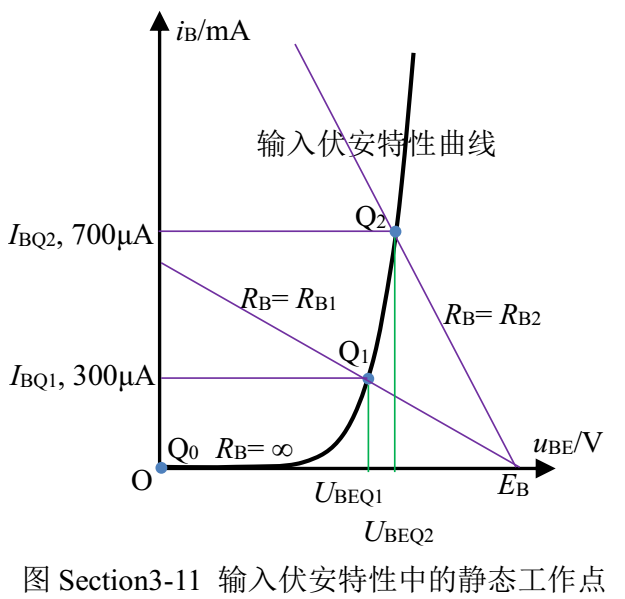 iB/mA
输入伏安特性曲线
Q2
IBQ2, 700μA
RB= RB1
RB= RB2
Q1
IBQ1, 300μA
Q0 RB= ∞
uBE/V
O
UBEQ1
EB
UBEQ2
图 Section3-11 输入伏安特性中的静态工作点